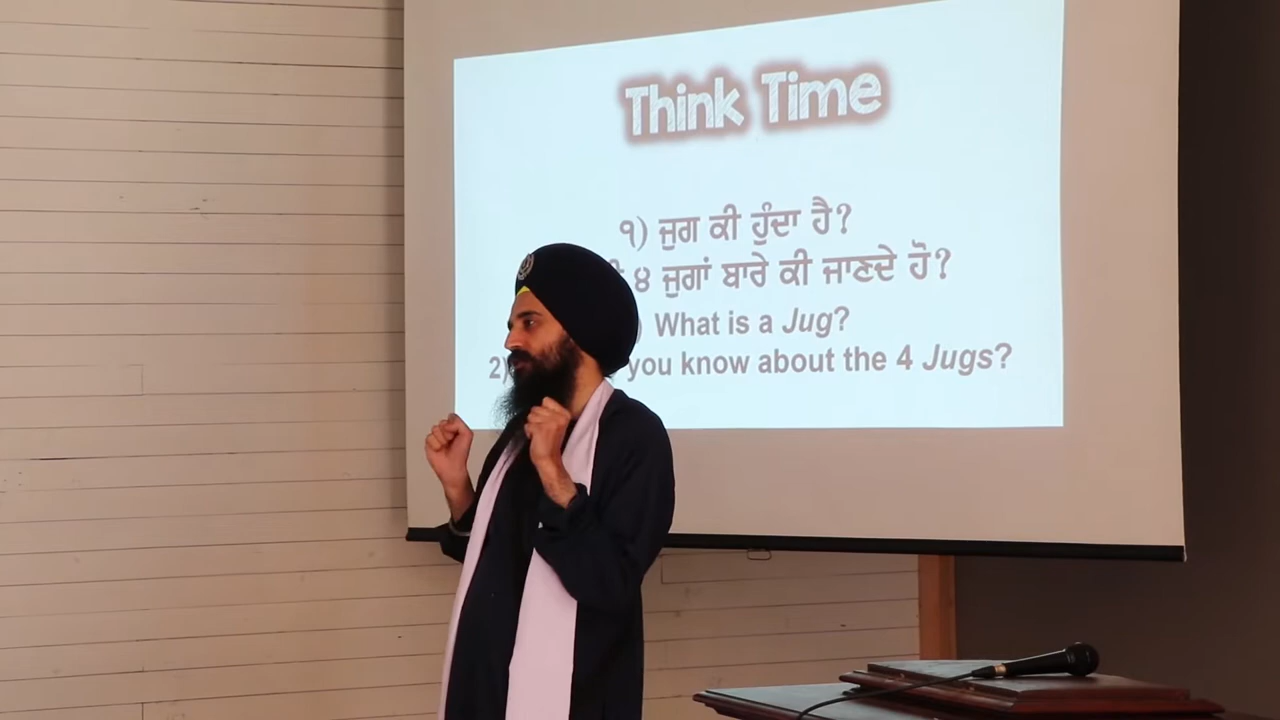 Think Time
੧) ਜੁਗ ਕੀ ਹੁੰਦਾ ਹੈ?
੪ ਜੁਗਾਂ ਬਾਰੇ ਕੀ ਜਾਣਦੇ ਹੋ?
) What is a Jug?
2) you know about the 4 Jugs?